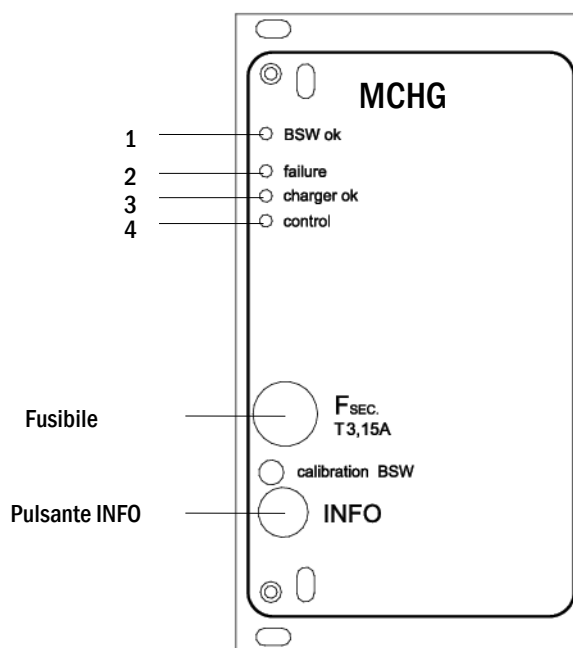 MCHG
1 BSW ok
2 failure
3 charger ok
4 control
Fusibile FSEC.
T3,15A
calibration BSW
Pulsante INFO INFO